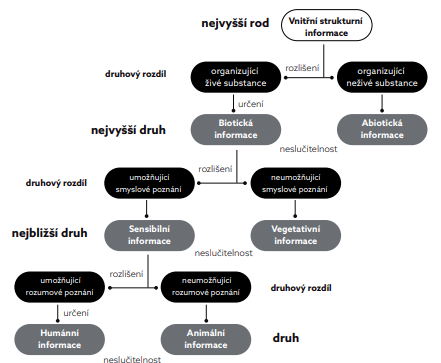 nejvyšší rod
Vnitřní strukturní
informace
druhový rozdíl
organizující
živé substance
rozlišení
organizující
neživé substance
určení
nejvyšší druh
Biotická
informace
Abiotická
informace
neslučitelnost
druhový rozdíl
umožňující
smyslové poznání
rozlišení
neumožňující
smyslové poznání
nejbližší druh
Sensibilní
informace
Vegetativní
informace
neslučitelnost
umožňující
rozumové poznání
rozlišení
neumožňující
rozumové poznání
druhový rozdíl
určení
Humánní
informace
Animální
informace
druh
neslučitelnost